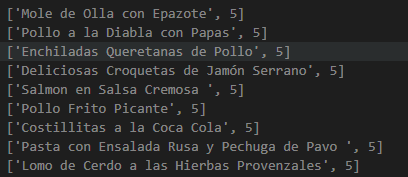 ['Mole de Olla con Epazote', 5]
['Pollo a la Diabla con Papas', 5]
['Enchiladas Queretanas de Pollo', 5]
['Deliciosas Croquetas de Jamón Serrano', 5]
['Salmon en Salsa Cremosa ', 5]
['Pollo Frito Picante', 5]
['Costillitas a la Coca Cola', 5]
['Pasta con Ensalada Rusa y Pechuga de Pavo ', 5]
['Lomo de Cerdo a las Hierbas Provenzales', 5]